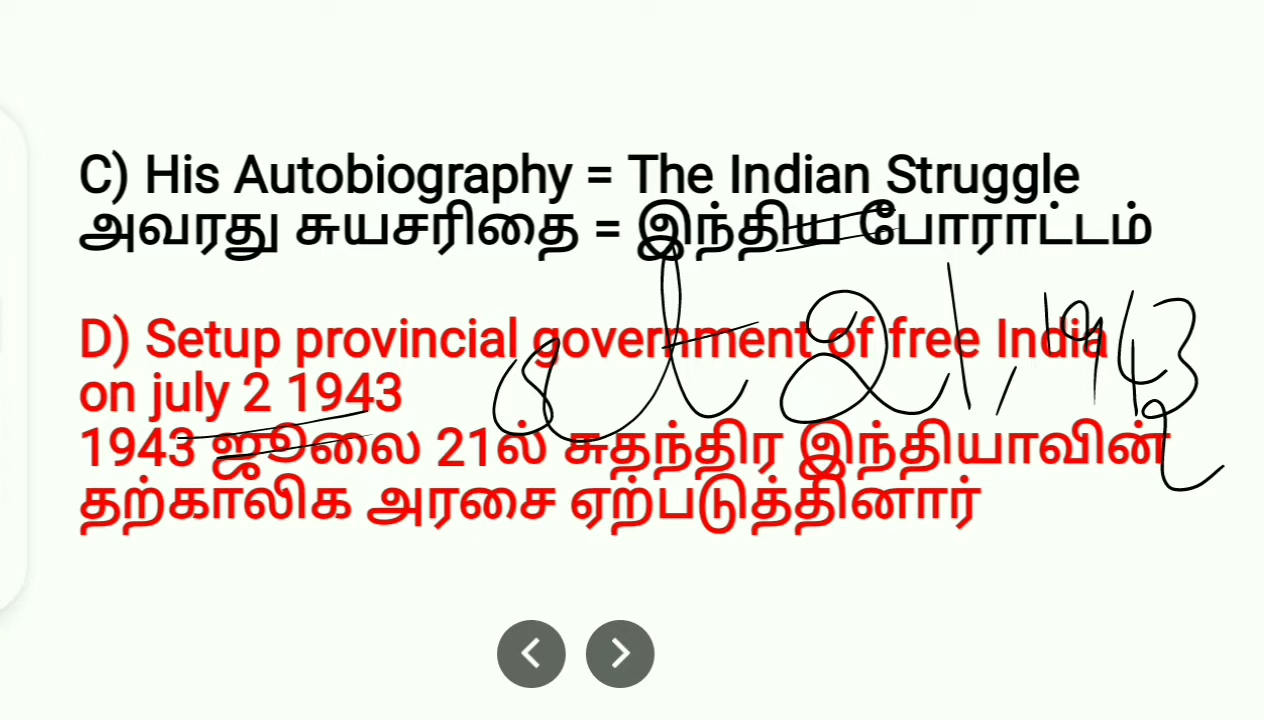 C) His Autobiography = The Indian Struggle
அவரது சுயசரிதை = இந்திய போராட்டம்
D) Setup provincial government of free India
on july 2 1943
1943 ஜூலை 21ல் சுதந்திர இந்தியாவின்
தற்காலிக அரசை ஏற்படுத்தினார்
oct 21, 1943